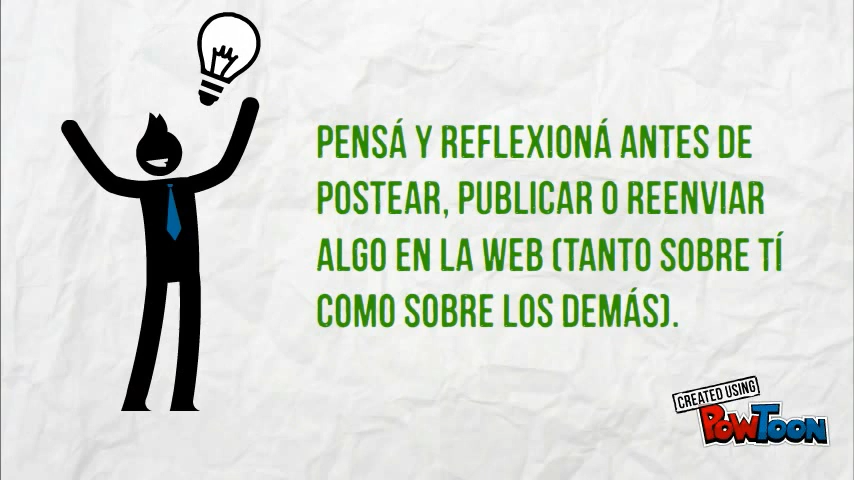 PENSÁ Y REFLEXIONÁ ANTES DE
POSTEAR, PUBLICAR O REENVIAR
ALGO EN LA WEB (TANTO SOBRE TÍ
COMO SOBRE LOS DEMÁS).
CREATED USING
POWTOON